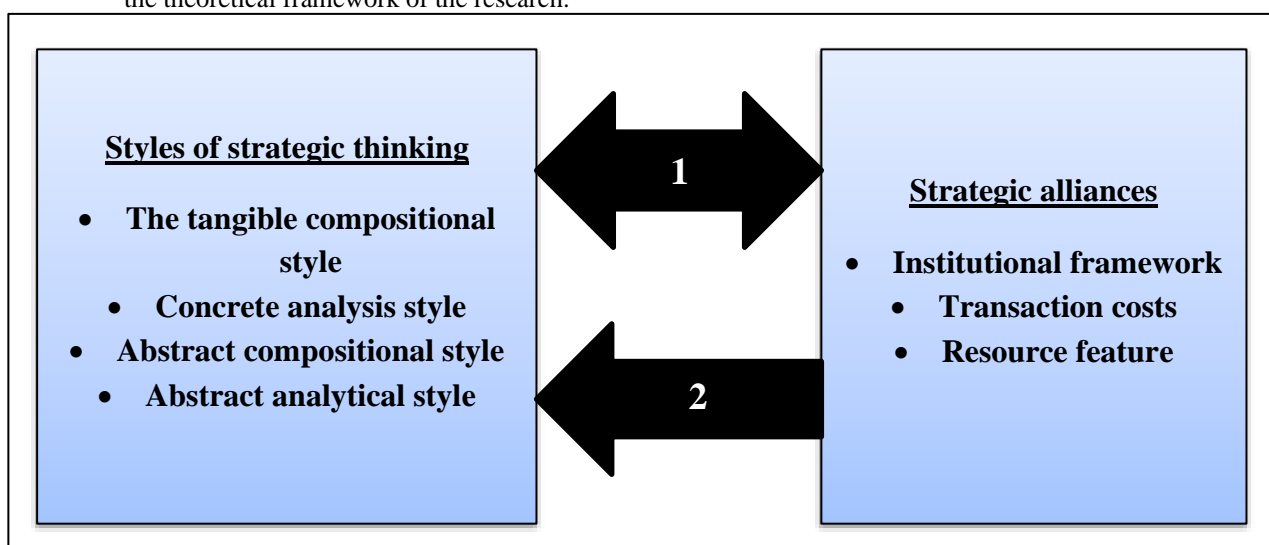 the theoretical framework of the research.
Styles of strategic thinking
• The tangible compositional
style
• Concrete analysis style
• Abstract compositional style
• Abstract analytical style
1
2
Strategic alliances
• Institutional framework
• Transaction costs
• Resource feature